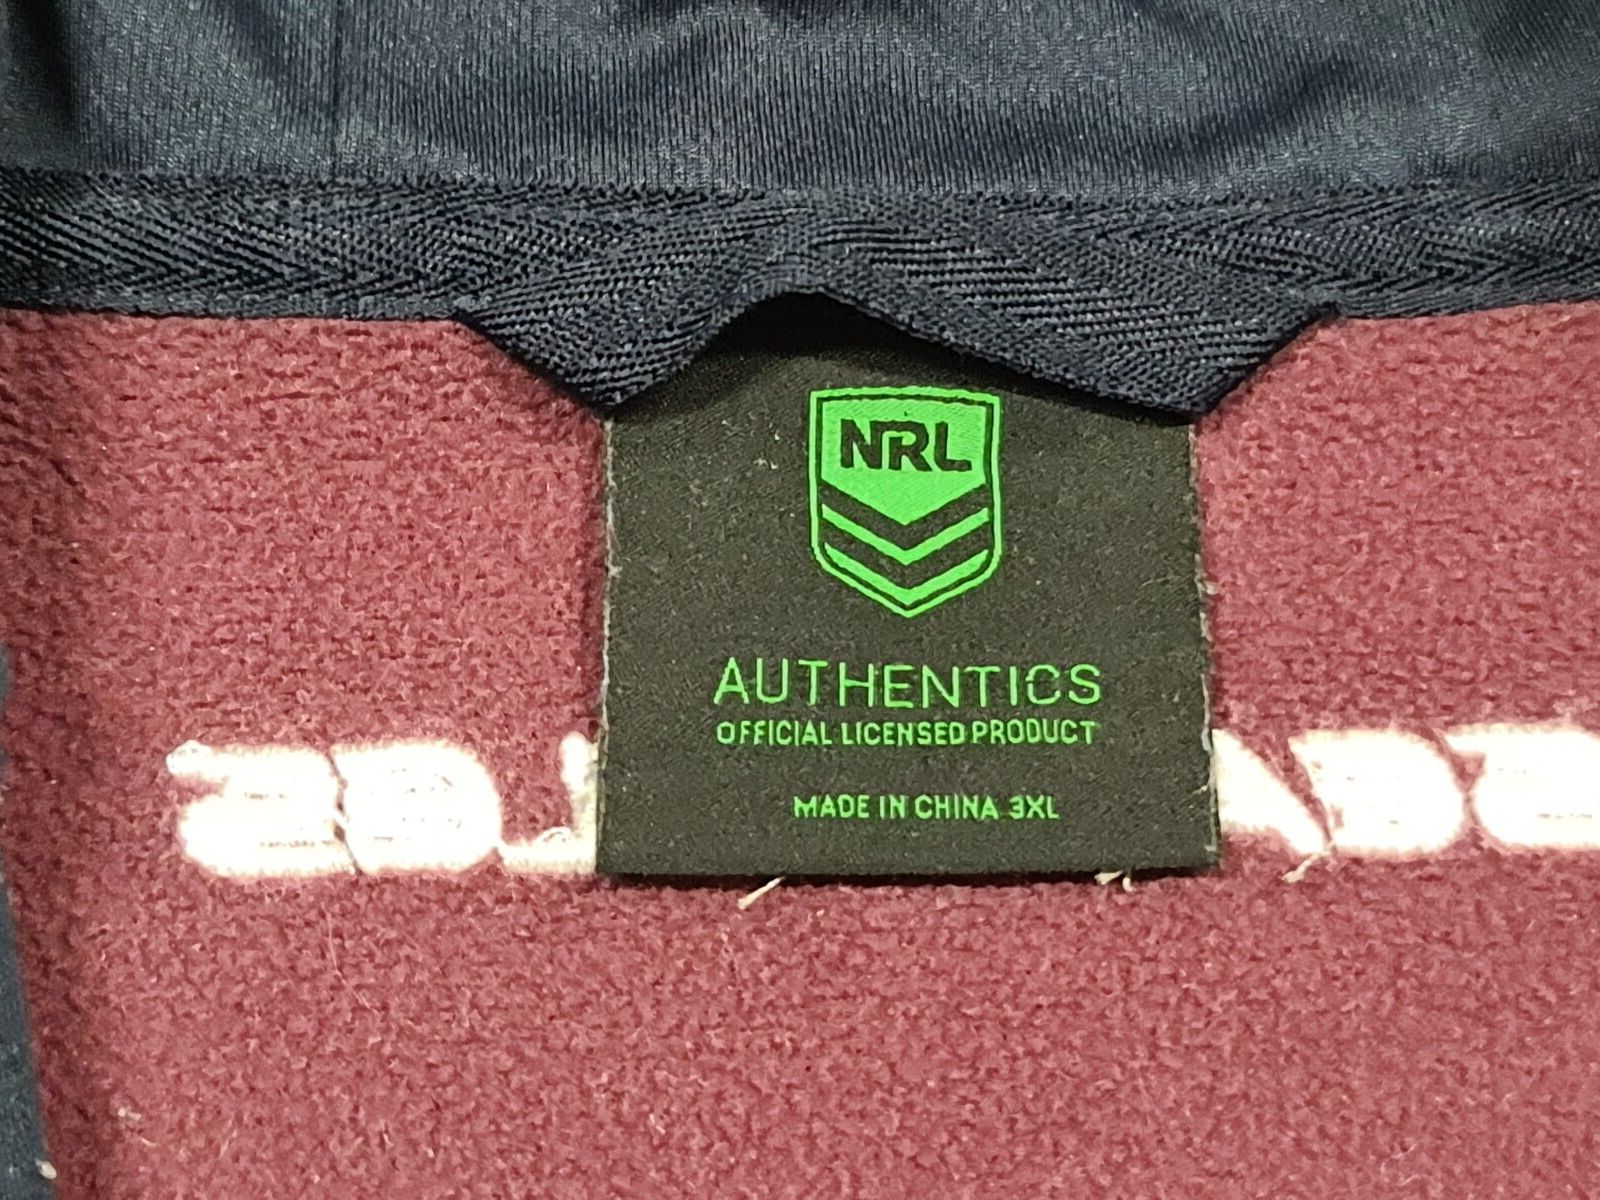 NRL
AUTHENTICS
OFFICIAL LICENSED PRODUCT
MADE IN CHINA 3XL